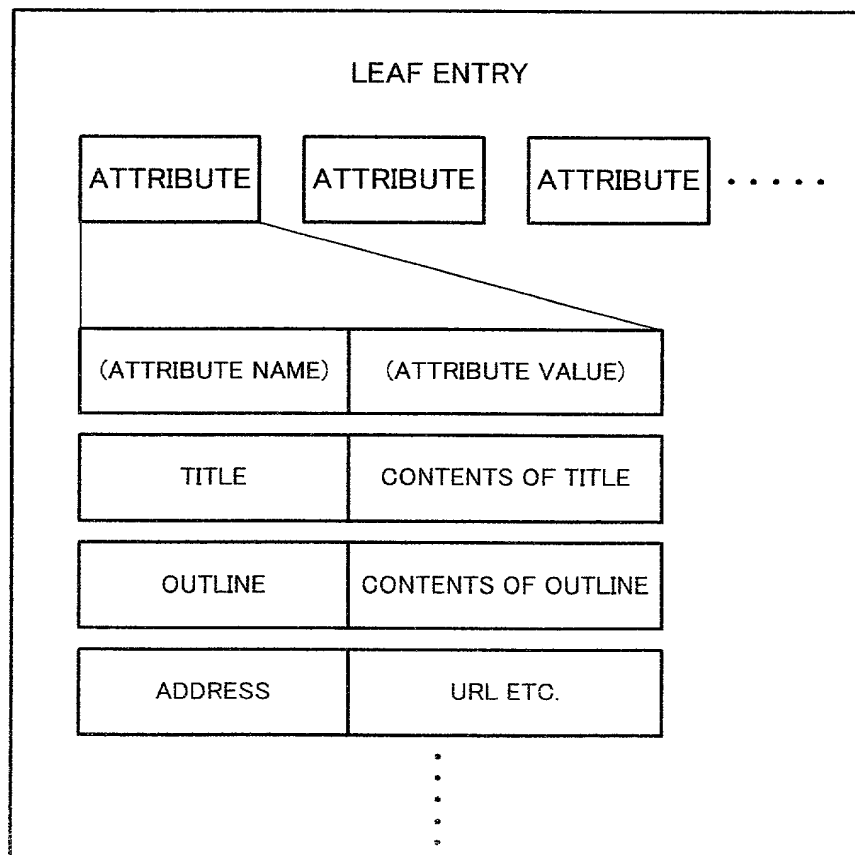 LEAF ENTRY
ATTRIBUTE ATTRIBUTE ATTRIBUTE · · · · ·
(ATTRIBUTE NAME) (ATTRIBUTE VALUE)
TITLE CONTENTS OF TITLE
OUTLINE CONTENTS OF OUTLINE
ADDRESS URL ETC.